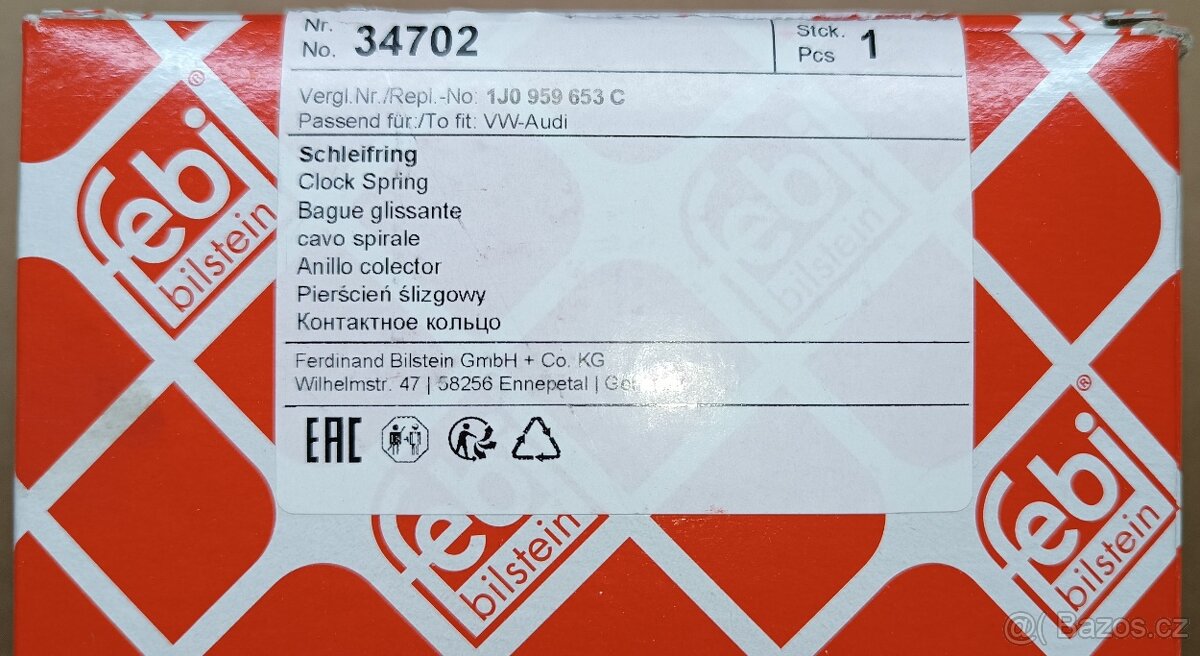 Nr.
No. 34702
Stck.
Pcs 1
Vergl.Nr./Repl.-No: 1J0 959 653 C
Passend für:/To fit: VW-Audi
Schleifring
Clock Spring
Bague glissante
cavo spirale
Anillo colector
Pierścień ślizgowy
Контактное кольцо
Ferdinand Bilstein GmbH + Co. KG
Wilhelmstr. 47 | 58256 Ennepetal |
EAC
febi®
bilstein
febi
bilstein
febi
bilstein
febi®
bilstein
@( Bazos.cz